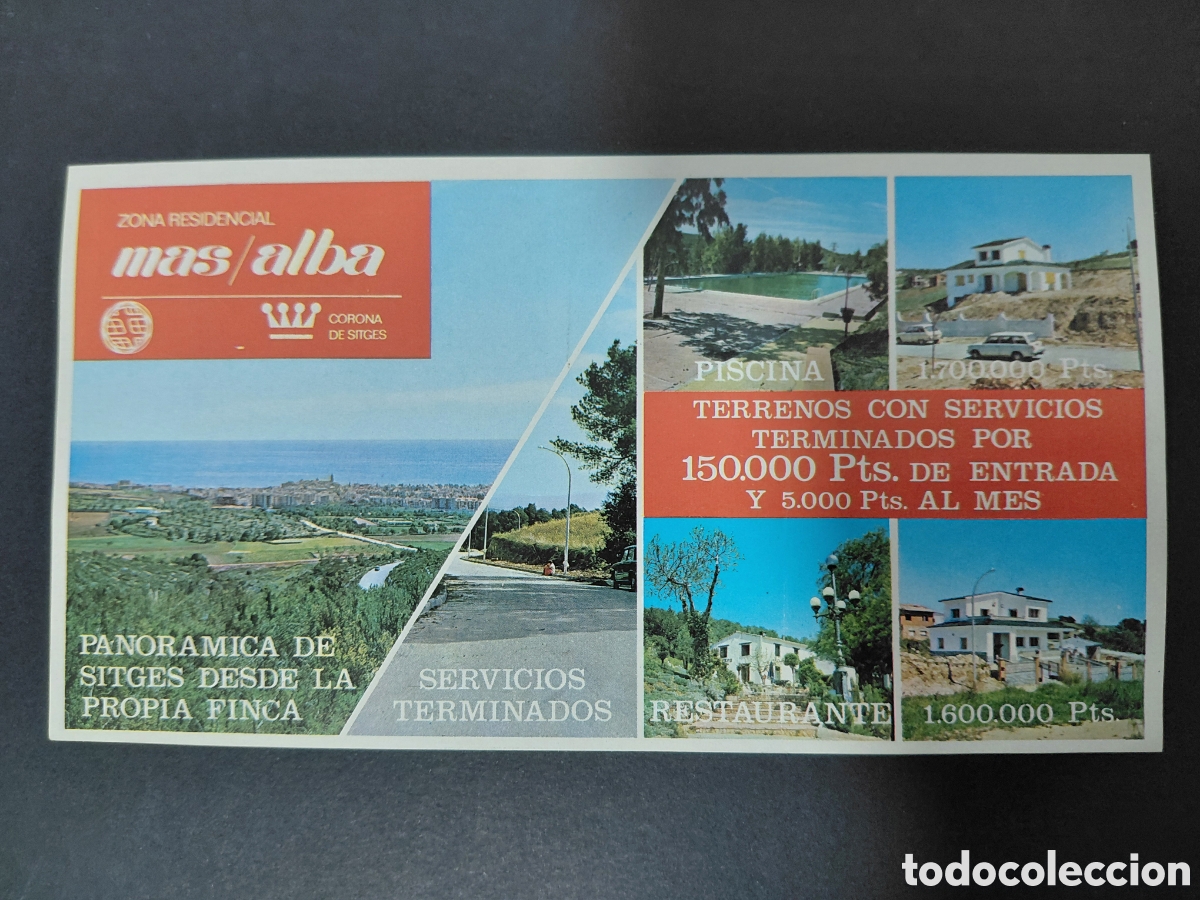 ZONA RESIDENCIAL
mas/alba
CORONA
DE SITGES
PANORAMICA DE
SITGES DESDE LA
PROPIA FINCA
SERVICIOS
TERMINADOS
PISCINA
1.700.000 Pts.
TERRENOS CON SERVICIOS
TERMINADOS POR
150.000 Pts. DE ENTRADA
Y 5.000 Pts. AL MES
RESTAURANTE
1.600.000 Pts.
todocoleccion